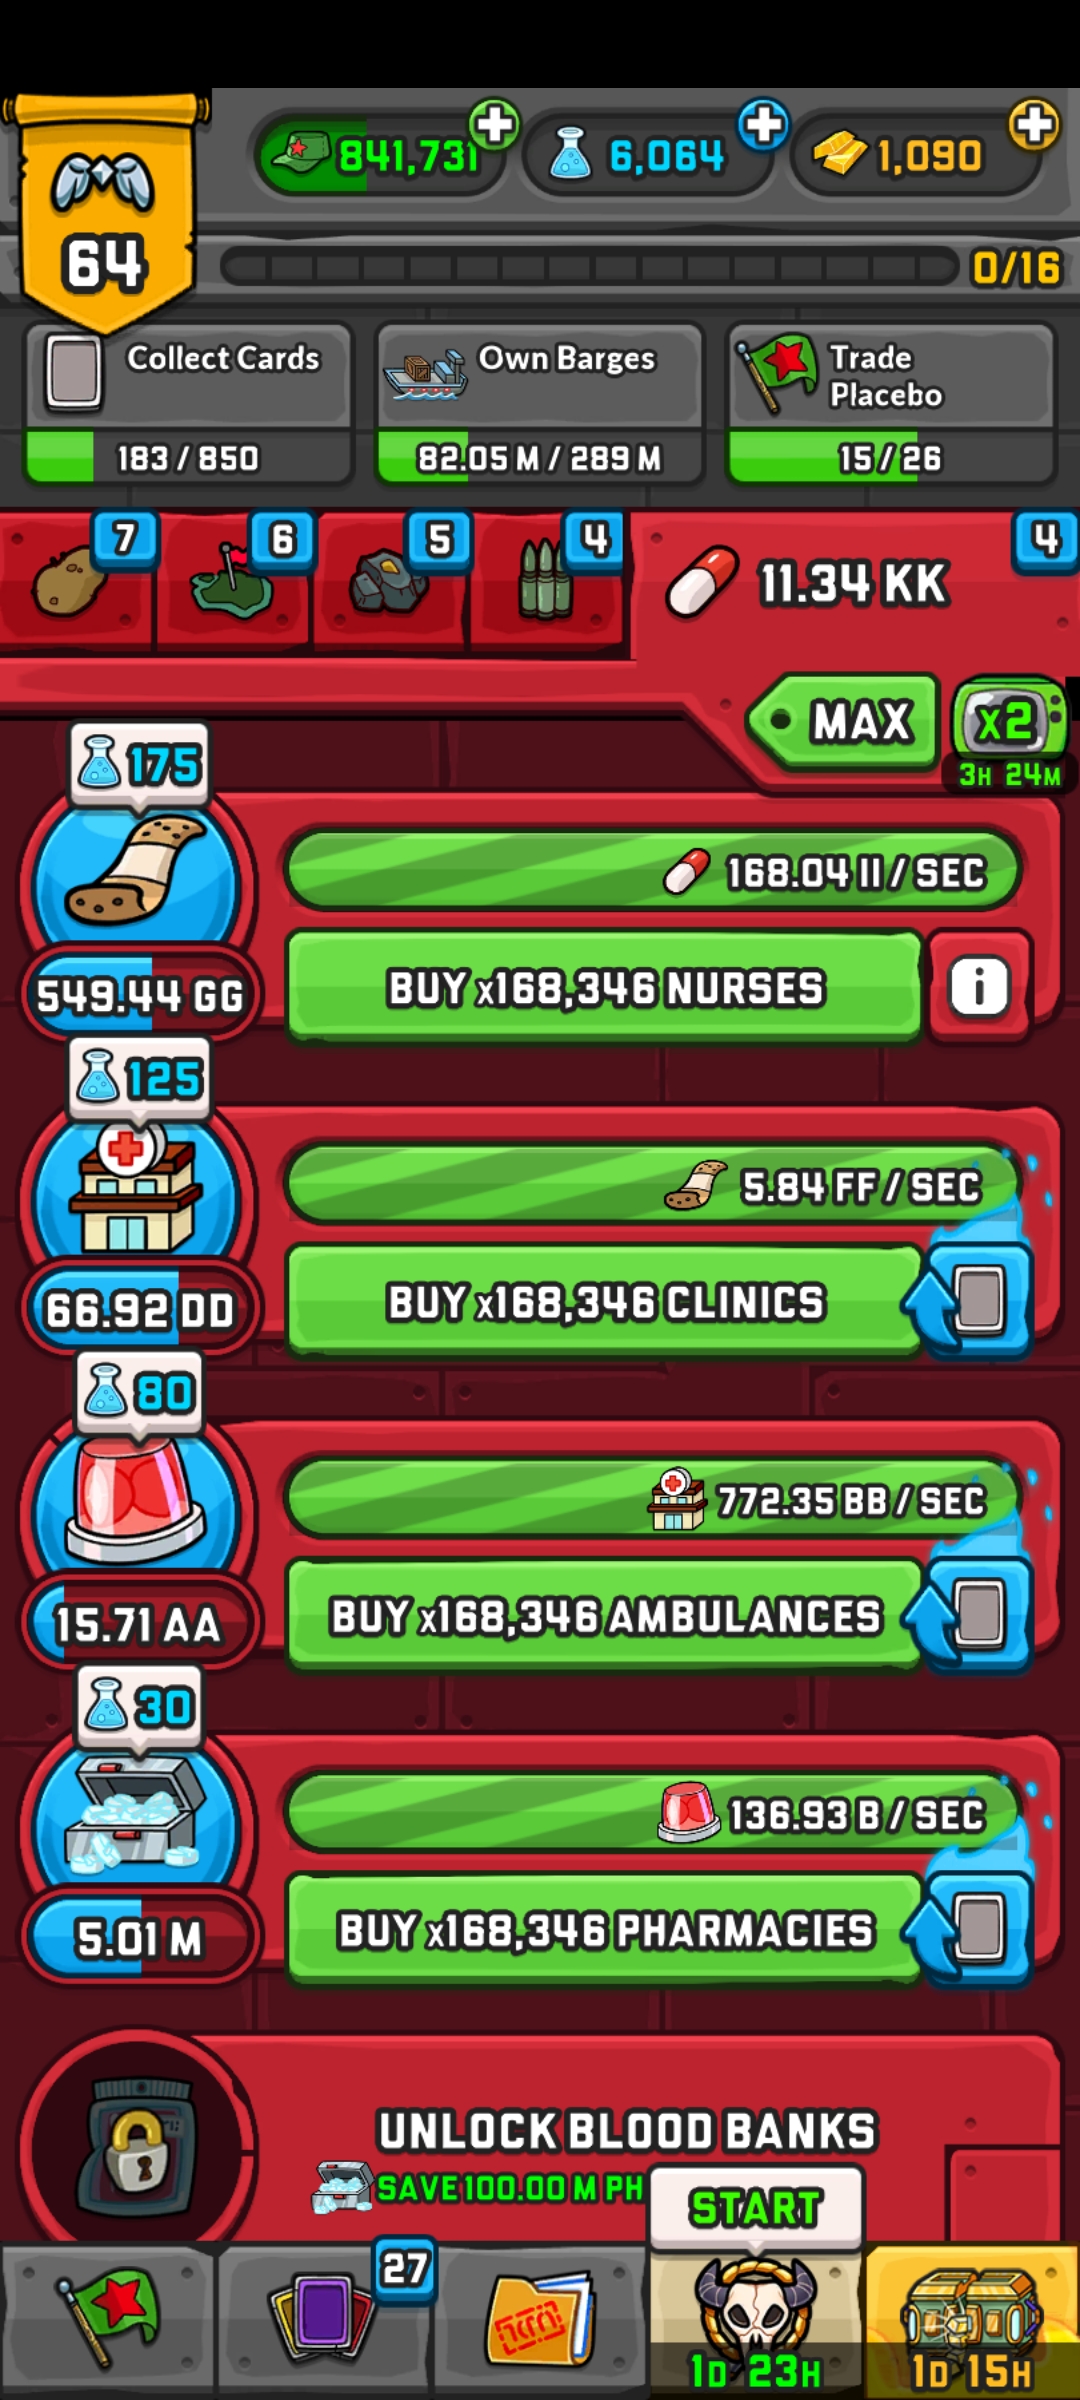 841,731
6,064
1,090
64
0/16
Collect Cards
183 / 850
Own Barges
82.05 M / 289 M
Trade
Placebo
15 / 26
7
6
5
4
11.34 KK
4
MAX
x2
3H 24M
175
168.04 II / SEC
549.44 GG
BUY x168,346 NURSES
i
125
5.84 FF / SEC
66.92 DD
BUY x168,346 CLINICS
80
772.35 BB / SEC
15.71 AA
BUY x168,346 AMBULANCES
30
136.93 B / SEC
5.01 M
BUY x168,346 PHARMACIES
UNLOCK BLOOD BANKS
SAVE 100.00 M PH
START
27
1D 23H
1D 15H